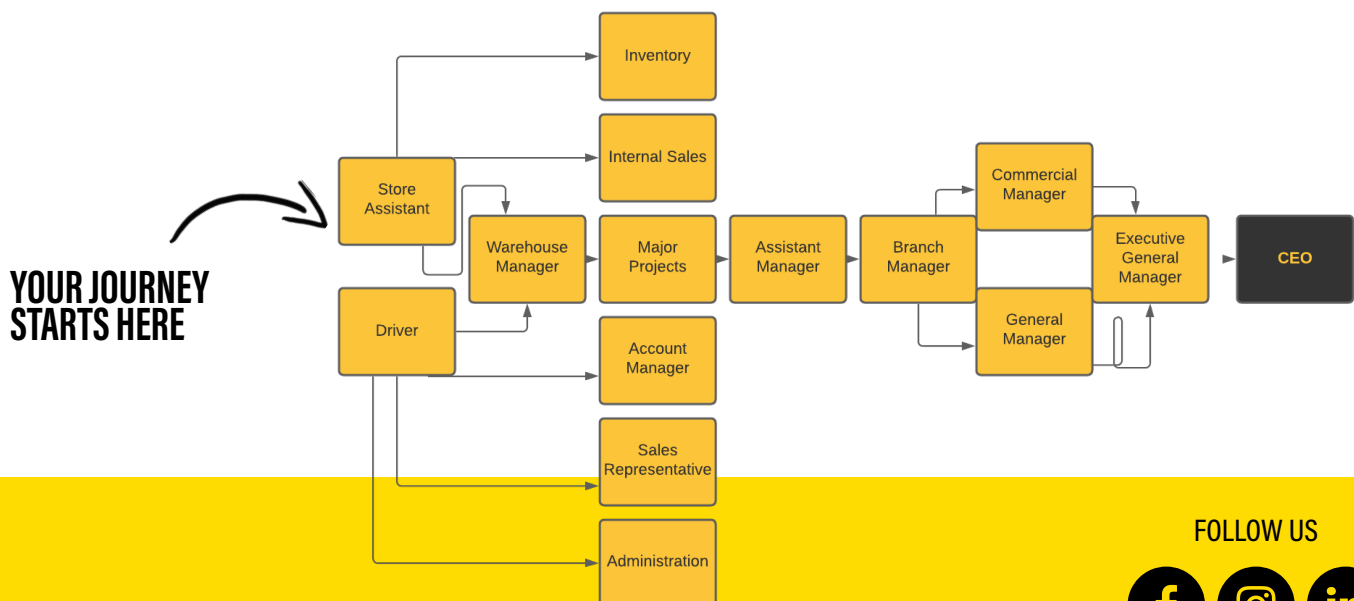 Inventory
Internal Sales
Store
Assistant
Commercial
Manager
Warehouse
Manager
Major
Projects
Assistant
Manager
Branch
Manager
Executive
General
Manager
CEO
YOUR JOURNEY
STARTS HERE
Driver
General
Manager
Account
Manager
Sales
Representative
Administration
FOLLOW US